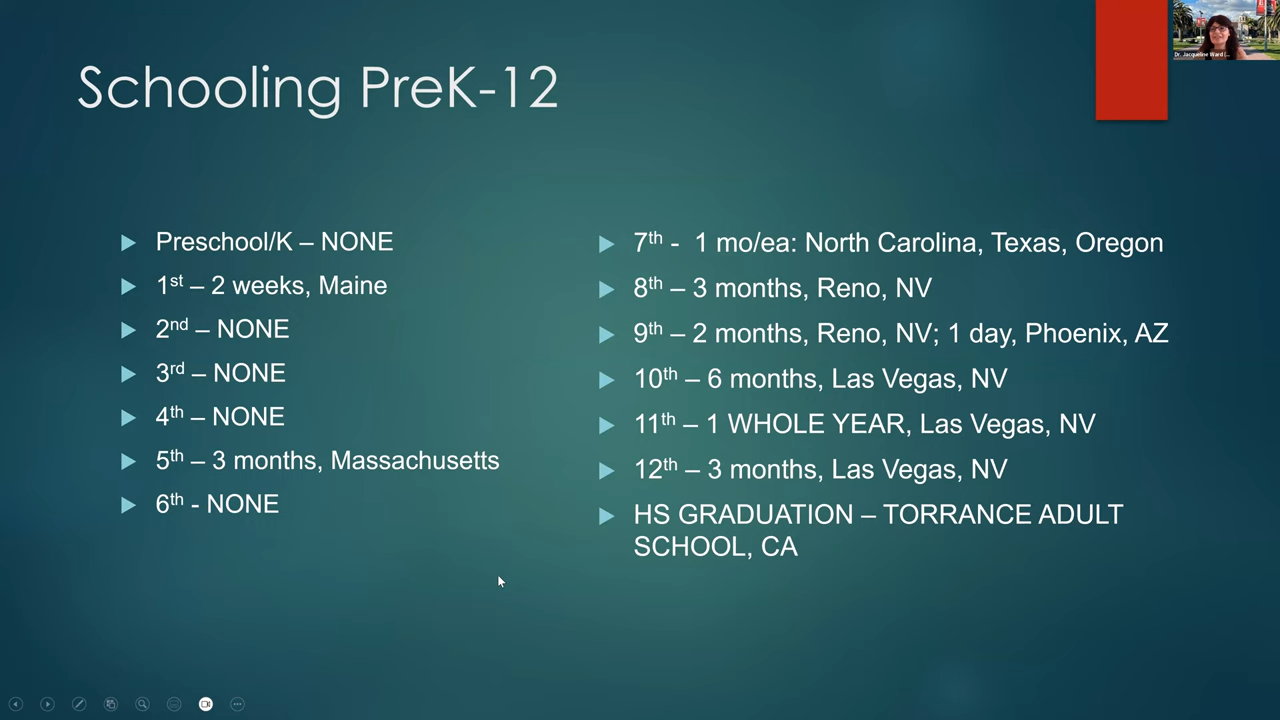 Schooling PreK-12
Preschool/K – NONE
1st – 2 weeks, Maine
2nd – NONE
3rd – NONE
4th – NONE
5th – 3 months, Massachusetts
6th - NONE
7th - 1 mo/ea: North Carolina, Texas, Oregon
8th – 3 months, Reno, NV
9th – 2 months, Reno, NV; 1 day, Phoenix, AZ
10th – 6 months, Las Vegas, NV
11th – 1 WHOLE YEAR, Las Vegas, NV
12th – 3 months, Las Vegas, NV
HS GRADUATION – TORRANCE ADULT
SCHOOL, CA
Dr. Jacqueline Ward (...